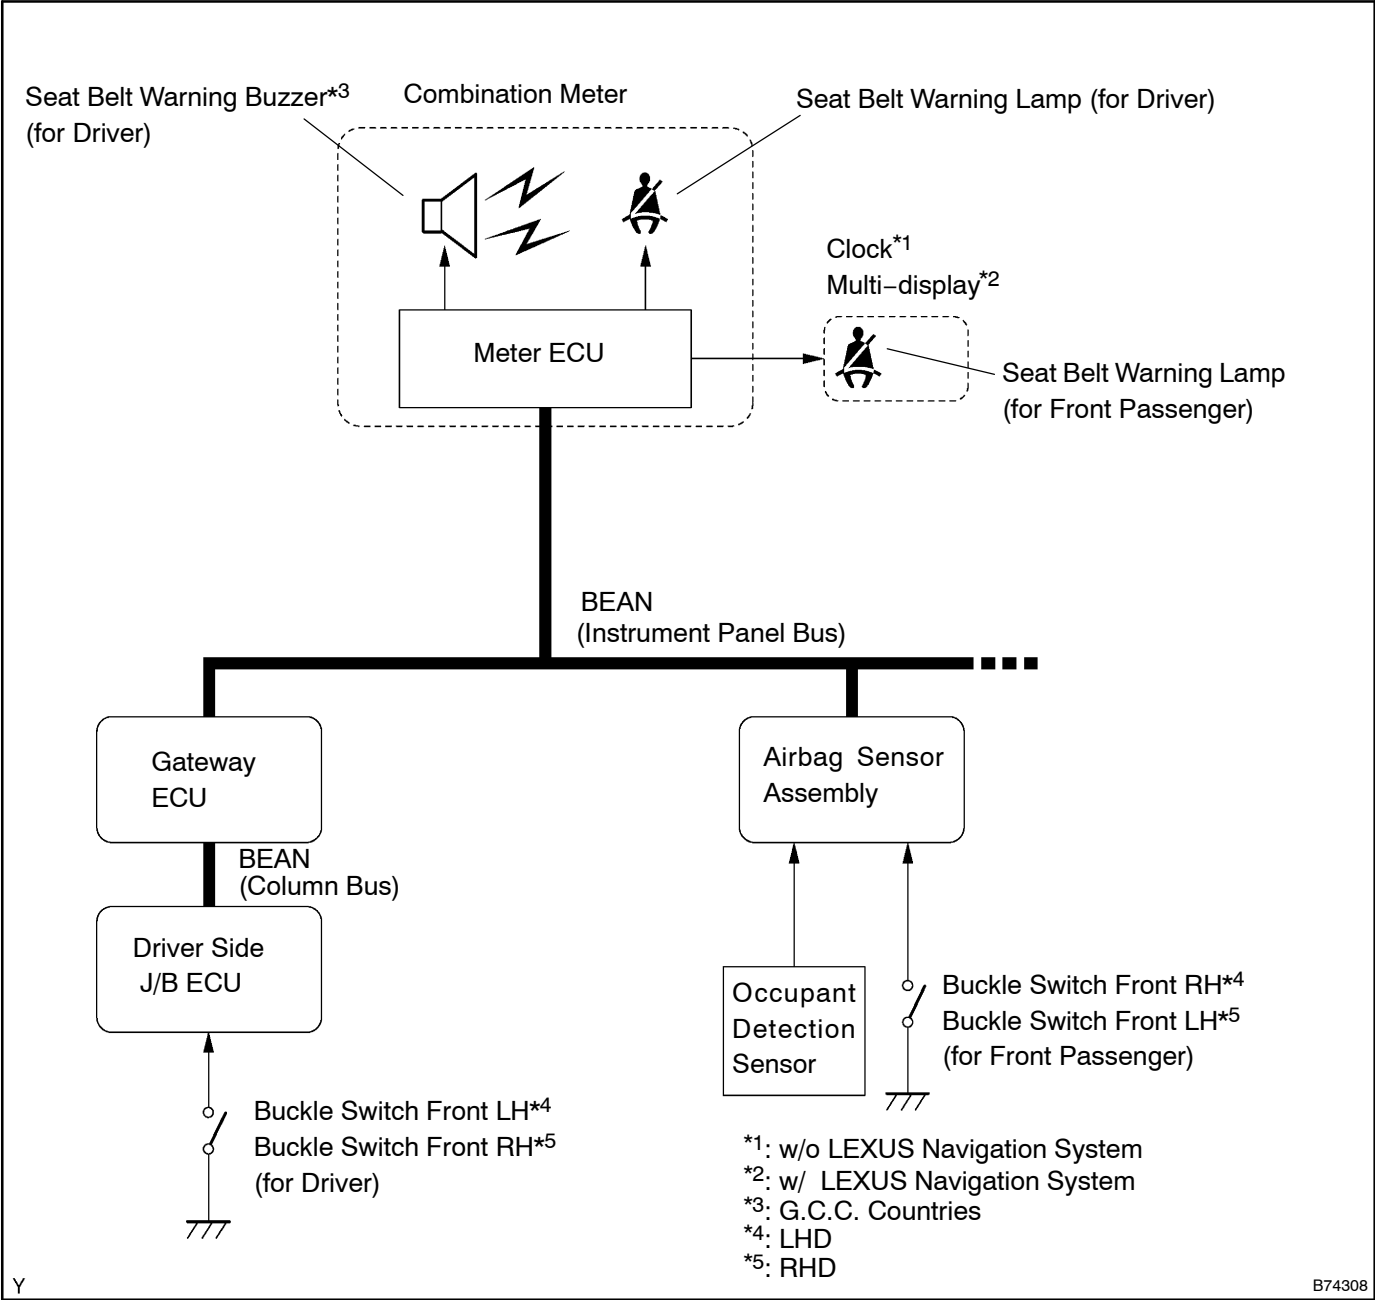 Seat Belt Warning Buzzer*3
(for Driver)
Combination Meter
Seat Belt Warning Lamp (for Driver)
Clock*1
Multi−display*2
Meter ECU
Seat Belt Warning Lamp
(for Front Passenger)
BEAN
(Instrument Panel Bus)
Gateway
ECU
Airbag Sensor
Assembly
BEAN
(Column Bus)
Driver Side
J/B ECU
Occupant
Detection
Sensor
Buckle Switch Front RH*4
Buckle Switch Front LH*5
(for Front Passenger)
Buckle Switch Front LH*4
Buckle Switch Front RH*5
(for Driver)
*1: w/o LEXUS Navigation System
*2: w/ LEXUS Navigation System
*3: G.C.C. Countries
*4: LHD
*5: RHD
Y
B74308